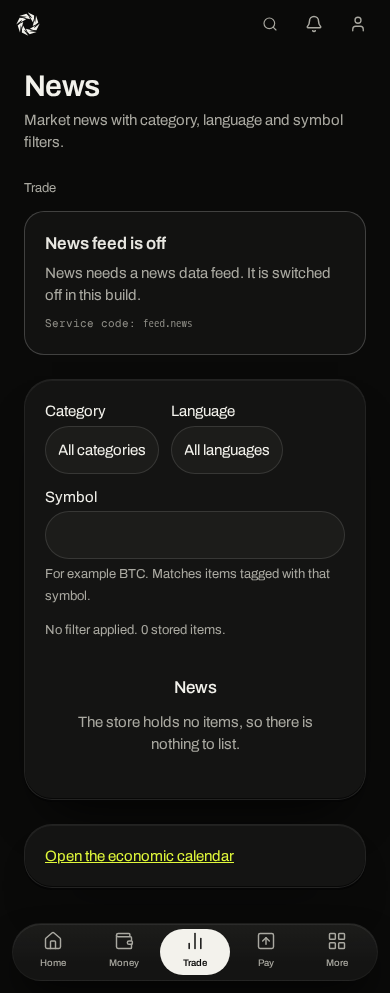 News
Market news with category, language and symbol
filters.
Trade
News feed is off
News needs a news data feed. It is switched
off in this build.
Service code: feed.news
Category
Language
All categories
All languages
Symbol
For example BTC. Matches items tagged with that
symbol.
No filter applied. 0 stored items.
News
The store holds no items, so there is
nothing to list.
Open the economic calendar
Home
Money
Trade
Pay
More